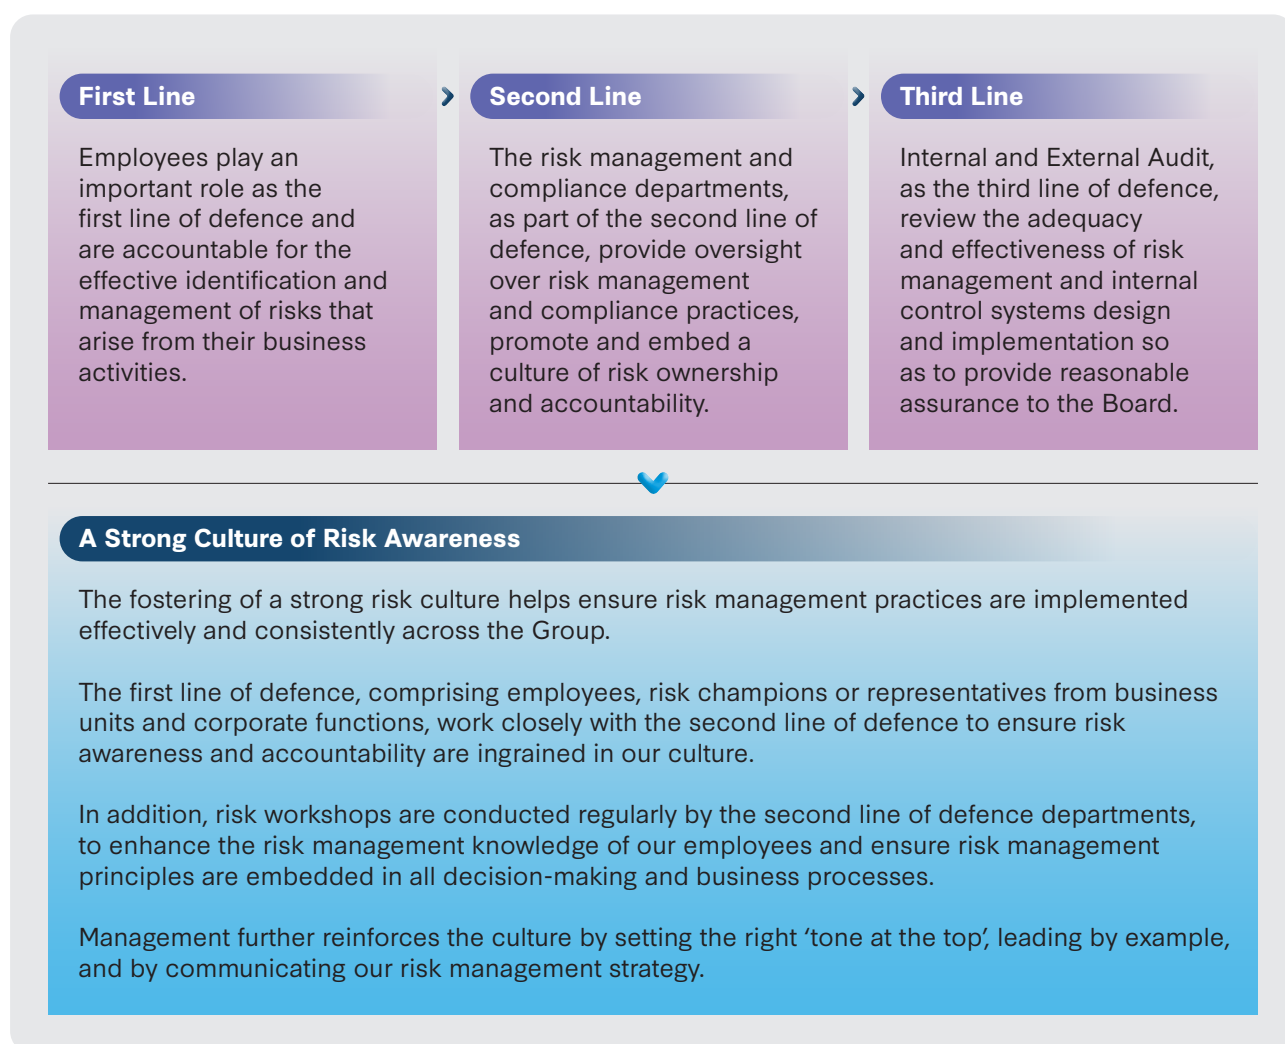 First Line
Employees play an
important role as the
first line of defence and
are accountable for the
effective identification and
management of risks that
arise from their business
activities.
Second Line
The risk management and
compliance departments,
as part of the second line of
defence, provide oversight
over risk management
and compliance practices,
promote and embed a
culture of risk ownership
and accountability.
Third Line
Internal and External Audit,
as the third line of defence,
review the adequacy
and effectiveness of risk
management and internal
control systems design
and implementation so
as to provide reasonable
assurance to the Board.
A Strong Culture of Risk Awareness
The fostering of a strong risk culture helps ensure risk management practices are implemented
effectively and consistently across the Group.
The first line of defence, comprising employees, risk champions or representatives from business
units and corporate functions, work closely with the second line of defence to ensure risk
awareness and accountability are ingrained in our culture.
In addition, risk workshops are conducted regularly by the second line of defence departments,
to enhance the risk management knowledge of our employees and ensure risk management
principles are embedded in all decision-making and business processes.
Management further reinforces the culture by setting the right ‘tone at the top’, leading by example,
and by communicating our risk management strategy.